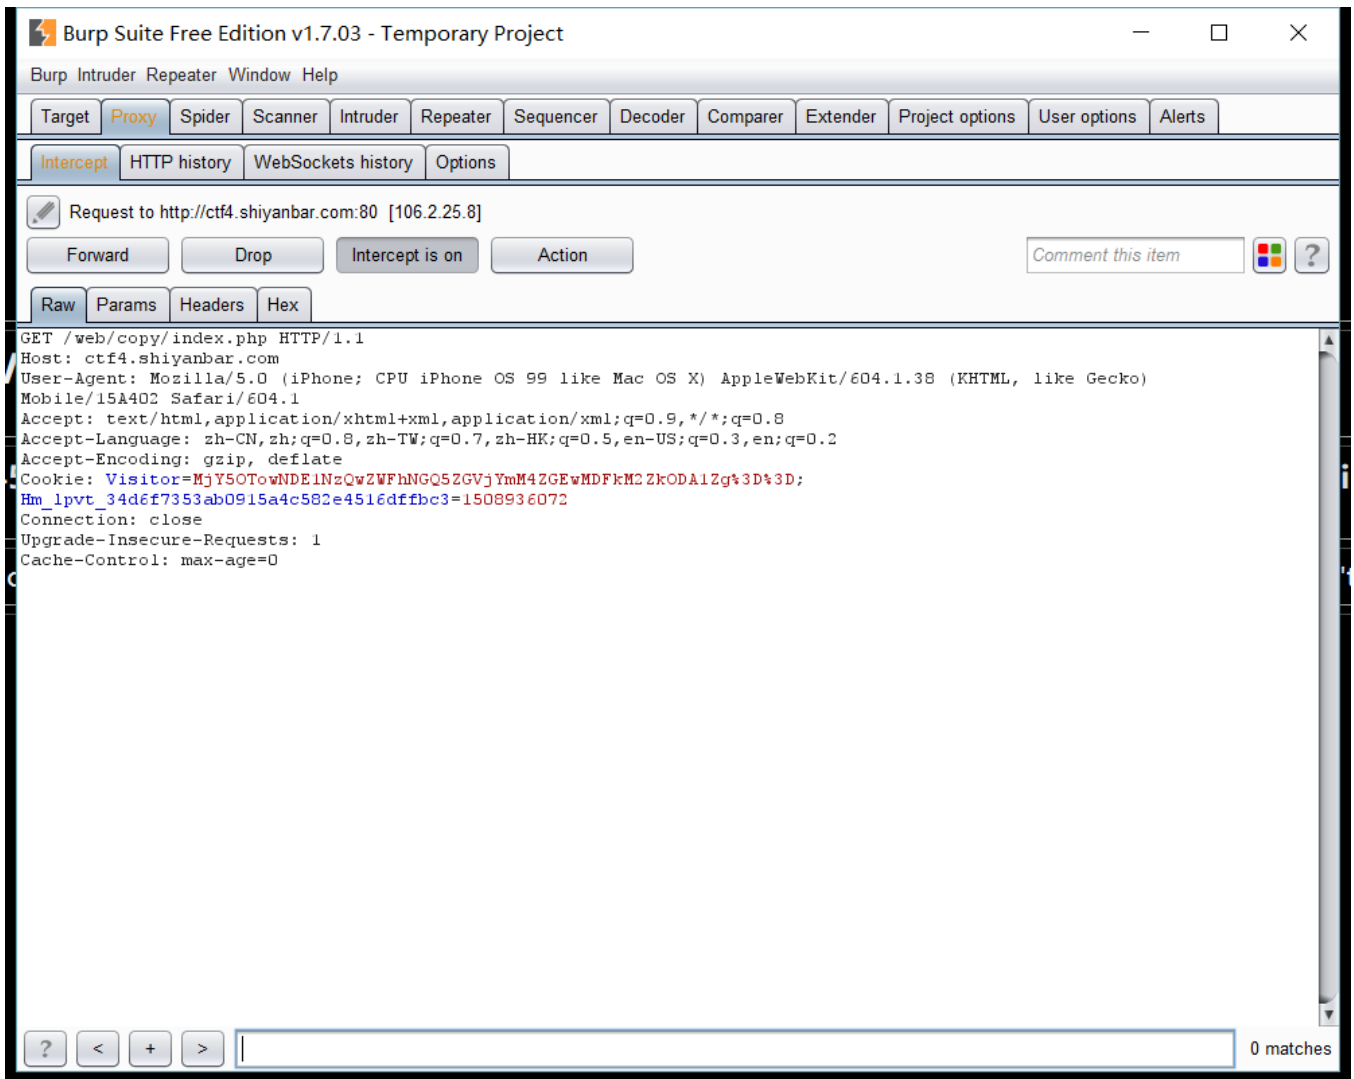 Burp Suite Free Edition v1.7.03 - Temporary Project
Burp Intruder Repeater Window Help
Target Proxy Spider Scanner Intruder Repeater Sequencer Decoder Comparer Extender Project options User options Alerts
Intercept HTTP history WebSockets history Options
Request to http://ctf4.shiyanbar.com:80 [106.2.25.8]
Forward Drop Intercept is on Action Comment this item ?
Raw Params Headers Hex
GET /web/copy/index.php HTTP/1.1
Host: ctf4.shiyanbar.com
User-Agent: Mozilla/5.0 (iPhone; CPU iPhone OS 99 like Mac OS X) AppleWebKit/604.1.38 (KHTML, like Gecko)
Mobile/15A402 Safari/604.1
Accept: text/html,application/xhtml+xml,application/xml;q=0.9,*/*;q=0.8
Accept-Language: zh-CN,zh;q=0.8,zh-TW;q=0.7,zh-HK;q=0.5,en-US;q=0.3,en;q=0.2
Accept-Encoding: gzip, deflate
Cookie: Visitor=MjY5OTowNDE1NzQwZWFhNGQ5ZGVjYmM4ZGEwMDFkM2ZkODA1Zg%3D%3D;
Hm_lpvt_34d6f7353ab0915a4c582e4516dffbc3=1508936072
Connection: close
Upgrade-Insecure-Requests: 1
Cache-Control: max-age=0
? < + > 0 matches